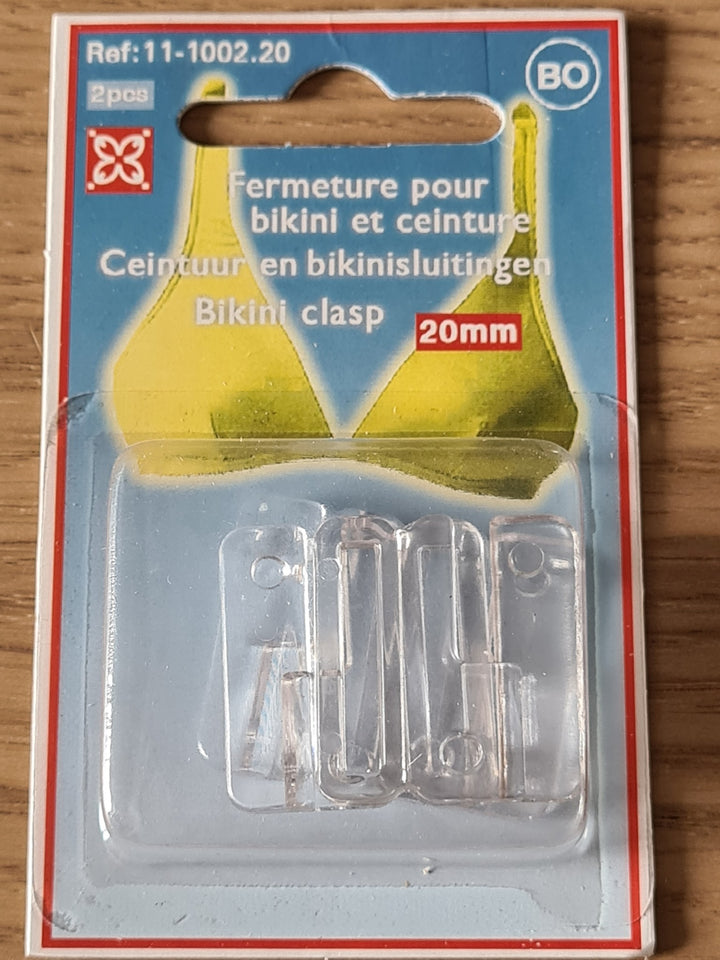 Ref:11-1002.20
BO
2pcs
Fermeture pour
bikini et ceinture
Ceintuur en bikinisluitingen
Bikini clasp
20mm